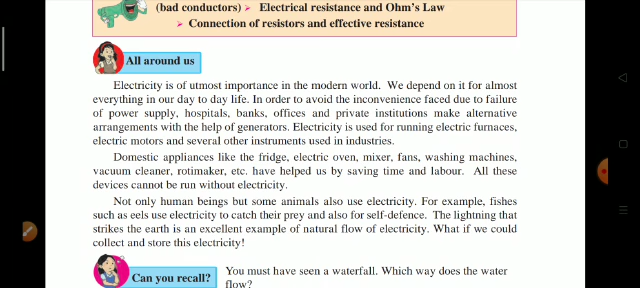 (bad conductors) ➤ Electrical resistance and Ohm's Law
➤ Connection of resistors and effective resistance
All around us
Electricity is of utmost importance in the modern world. We depend on it for almost
everything in our day to day life. In order to avoid the inconvenience faced due to failure
of power supply, hospitals, banks, offices and private institutions make alternative
arrangements with the help of generators. Electricity is used for running electric furnaces,
electric motors and several other instruments used in industries.
Domestic appliances like the fridge, electric oven, mixer, fans, washing machines,
vacuum cleaner, rotimaker, etc. have helped us by saving time and labour. All these
devices cannot be run without electricity.
Not only human beings but some animals also use electricity. For example, fishes
such as eels use electricity to catch their prey and also for self-defence. The lightning that
strikes the earth is an excellent example of natural flow of electricity. What if we could
collect and store this electricity!
Can you recall?
You must have seen a waterfall. Which way does the water
flow?